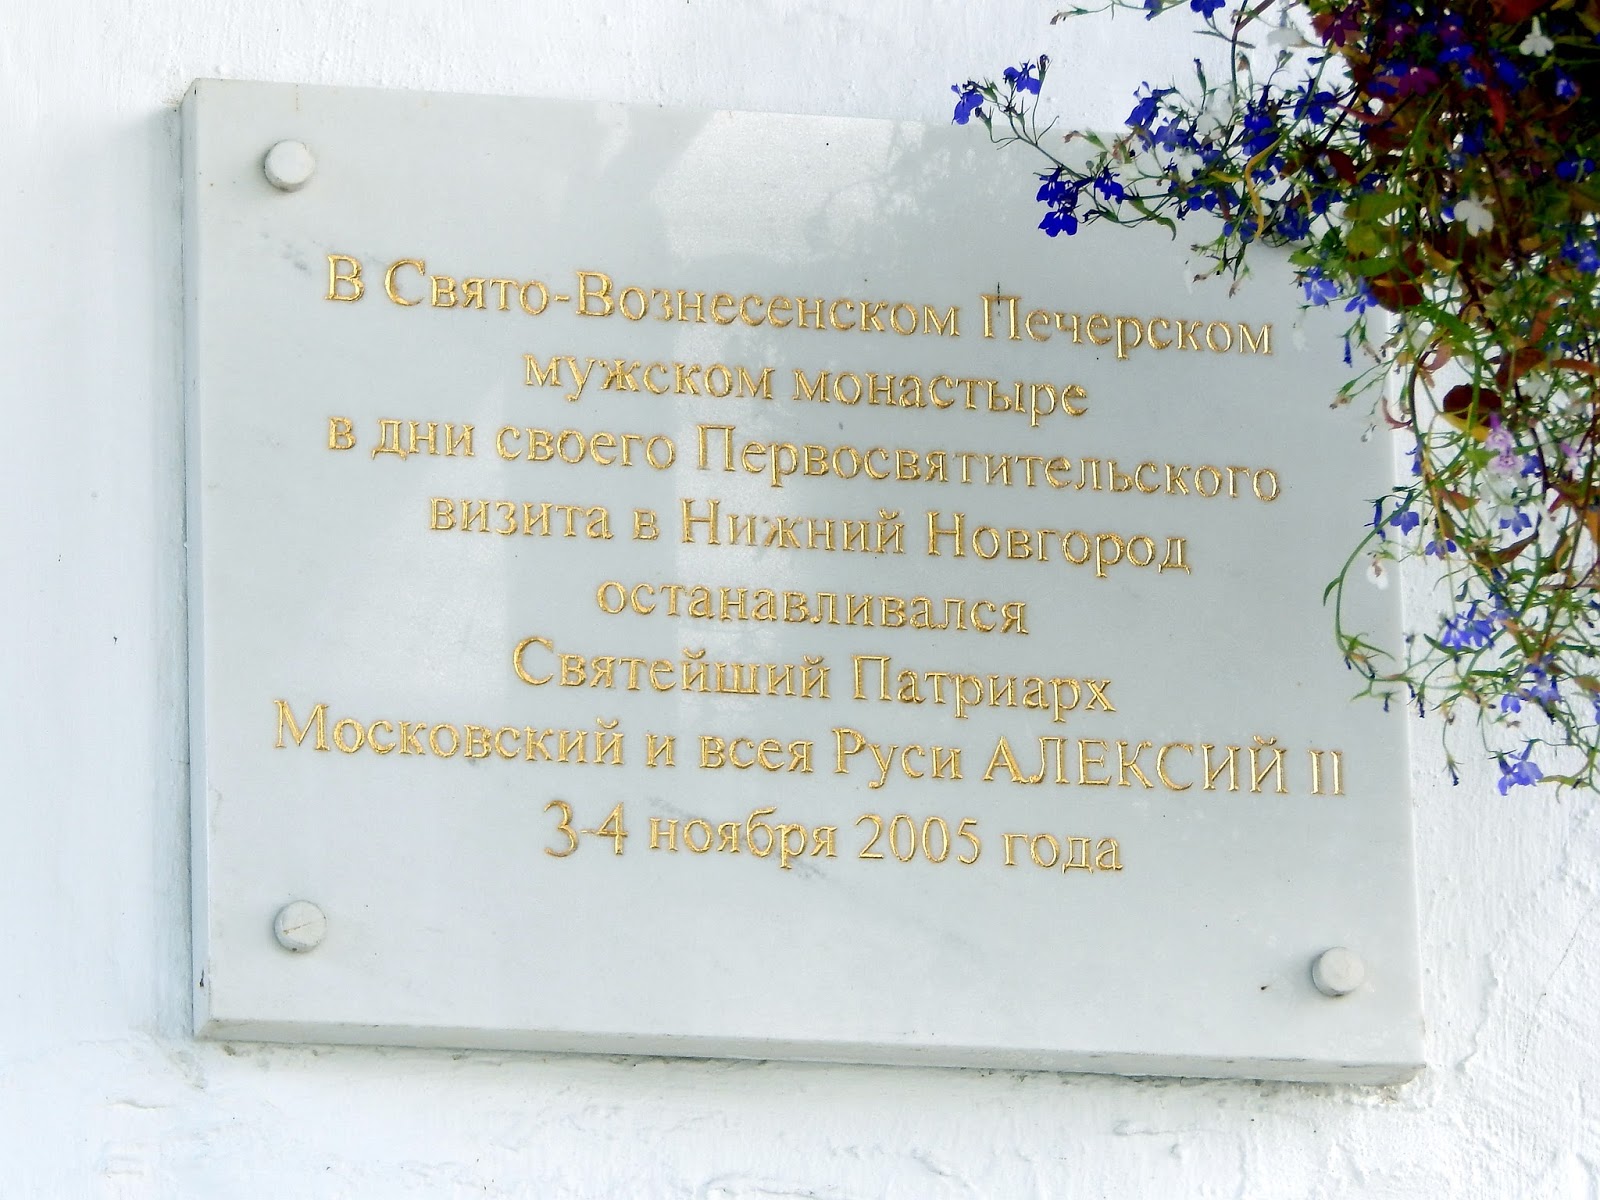 В Свято-Вознесенском Печерском
мужском монастыре
в дни своего Первосвятительского
визита в Нижний Новгород
останавливался
Святейший Патриарх
Московский и всея Руси АЛЕКСИЙ II
3-4 ноября 2005 года